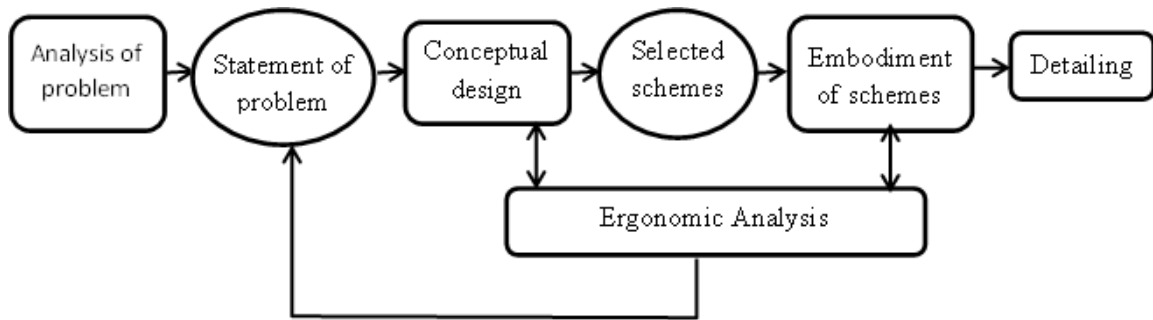 Analysis of
problem
Statement of
problem
Conceptual
design
Selected
schemes
Embodiment
of schemes
Detailing
Ergonomic Analysis